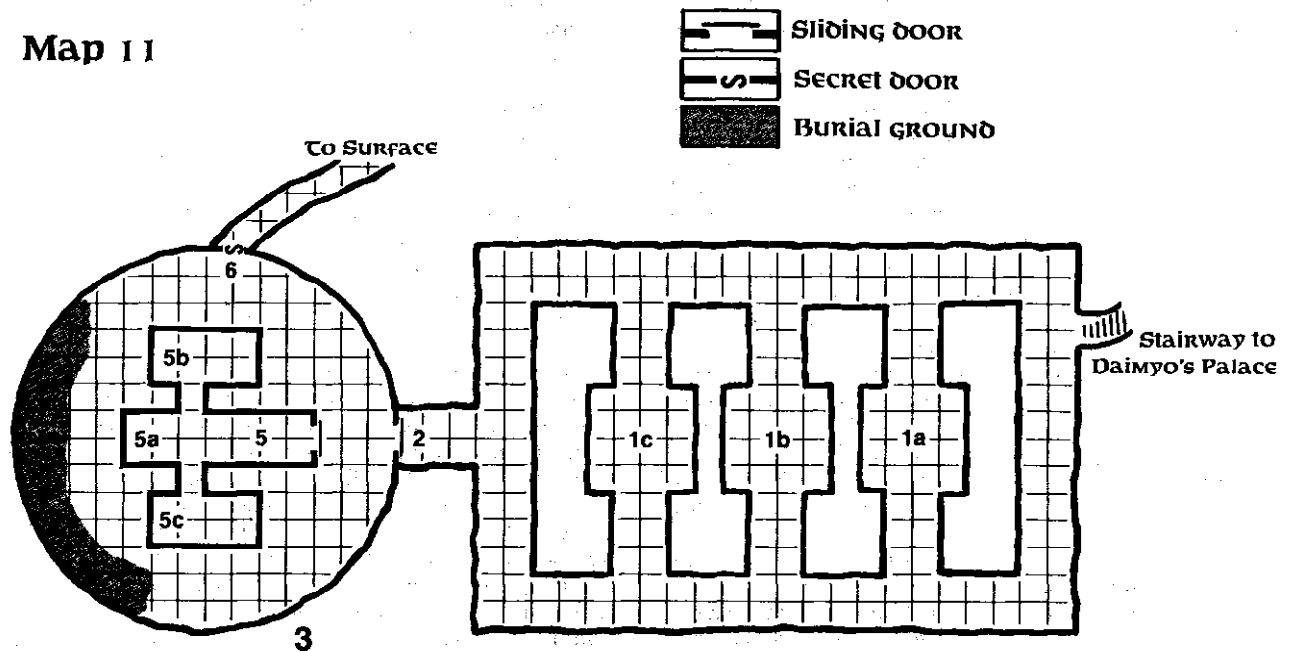 Map 11
Sliding door
Secret door
Burial ground
To Surface
S
6
5b
5a
5
5c
3
2
1c
1b
1a
Stairway to
Daimyo's Palace